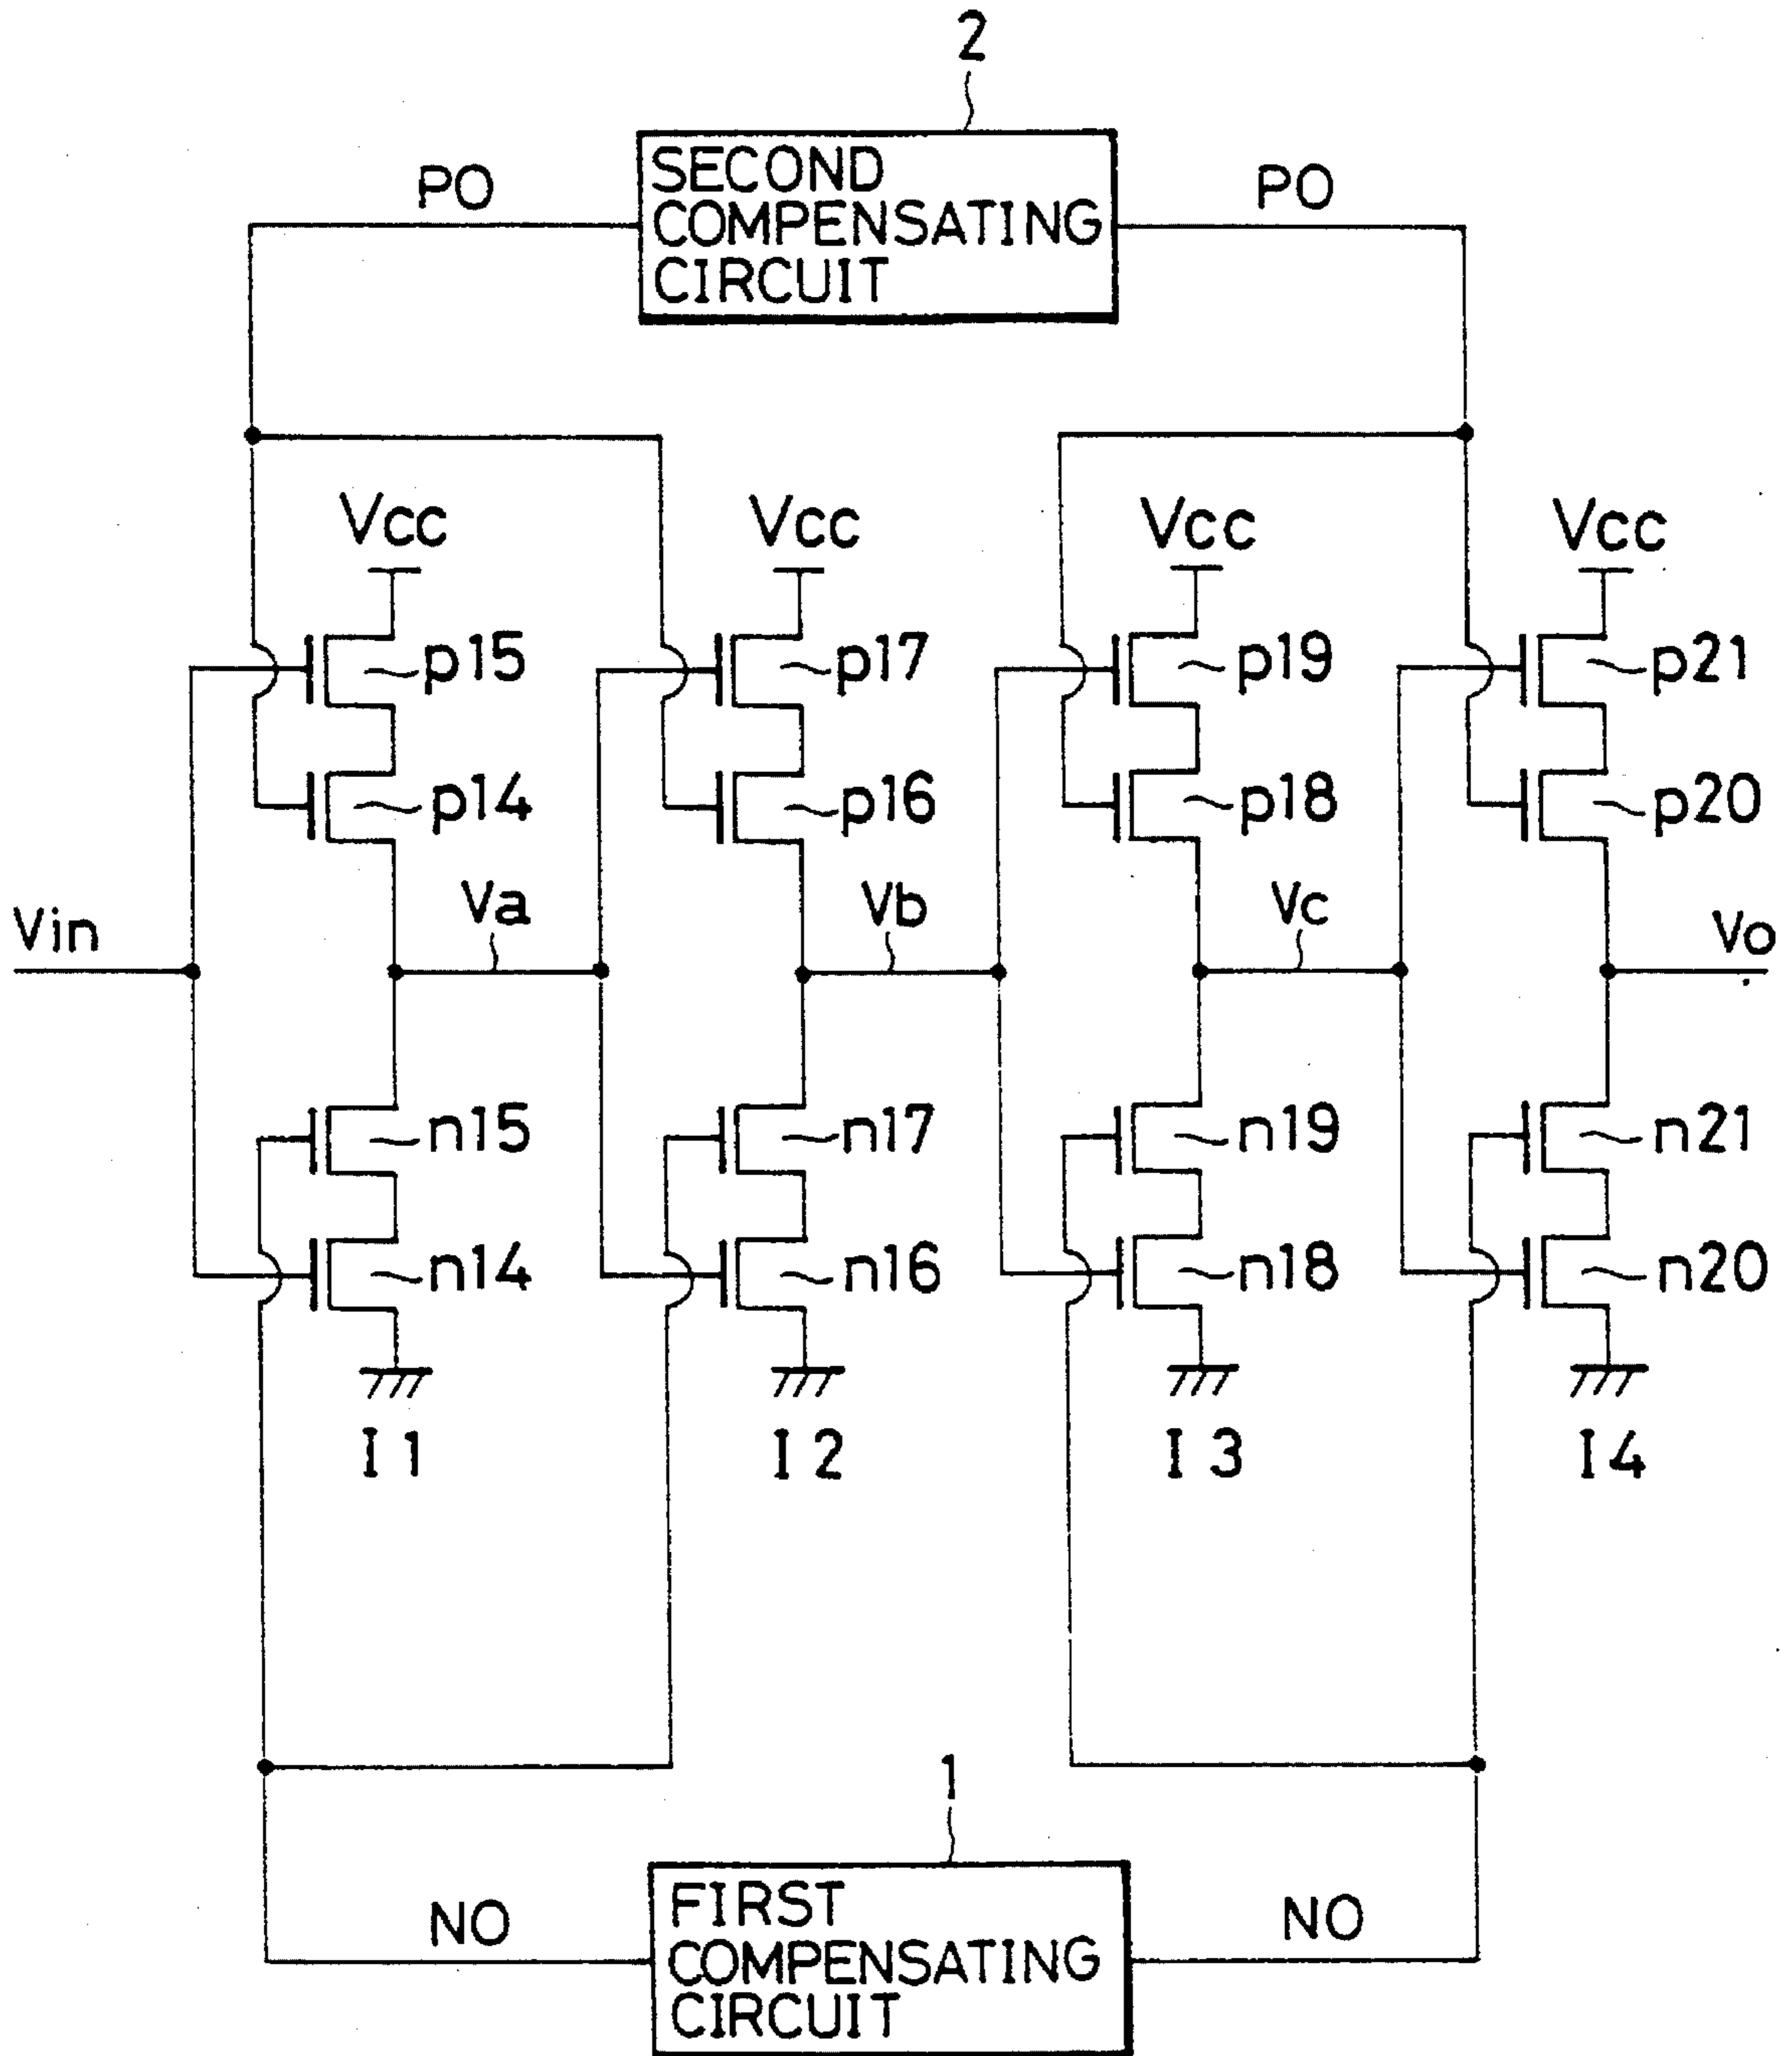 2
PO
SECOND
COMPENSATING
CIRCUIT
PO
Vcc
Vcc
Vcc
Vcc
p15
p17
p19
p21
p14
p16
p18
p20
Vin
Va
Vb
Vc
Vo
n15
n17
n19
n21
n14
n16
n18
n20
I1
I2
I3
I4
1
NO
FIRST
COMPENSATING
CIRCUIT
NO